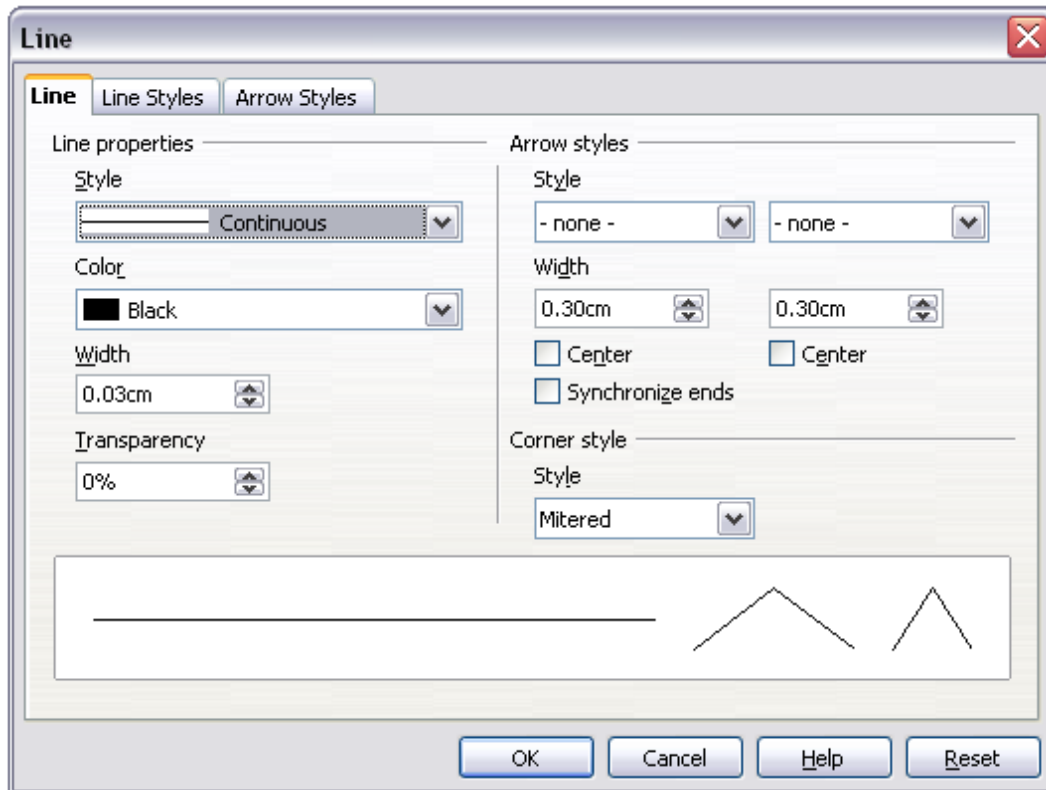 Line
Line Line Styles Arrow Styles
Line properties
Style
Continuous
Color
Black
Width
0.03cm
Transparency
0%
Arrow styles
Style
- none - - none -
Width
0.30cm 0.30cm
Center Center
Synchronize ends
Corner style
Style
Mitered
OK Cancel Help Reset